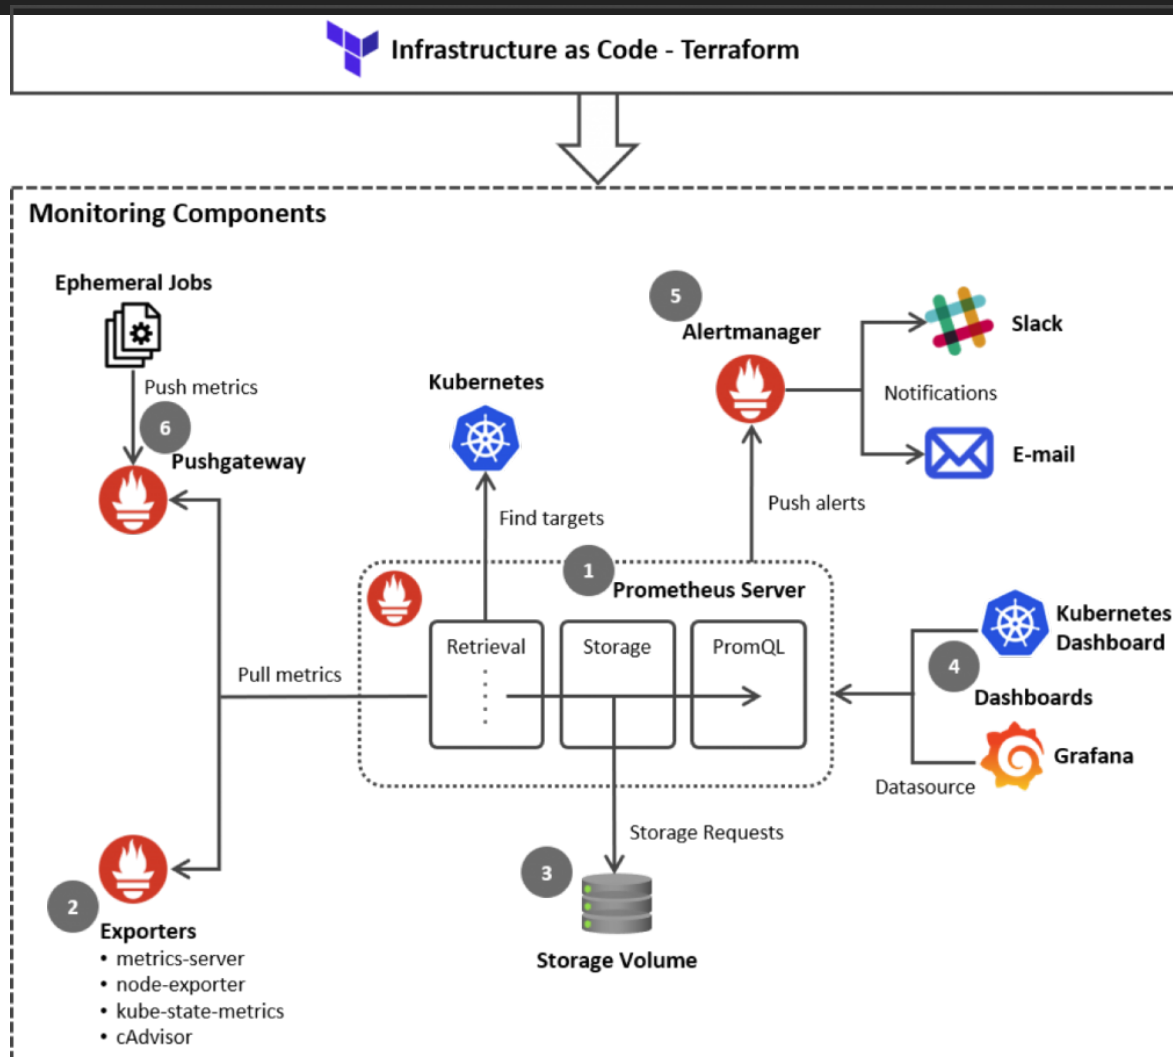 Infrastructure as Code - Terraform
Monitoring Components
Ephemeral Jobs
Push metrics
6
Pushgateway
Kubernetes
Find targets
5
Alertmanager
Slack
Notifications
E-mail
Push alerts
1
Prometheus Server
Retrieval
Storage
PromQL
Pull metrics
Kubernetes
Dashboard
4
Dashboards
Grafana
Datasource
Storage Requests
3
Storage Volume
2
Exporters
• metrics-server
• node-exporter
• kube-state-metrics
• cAdvisor